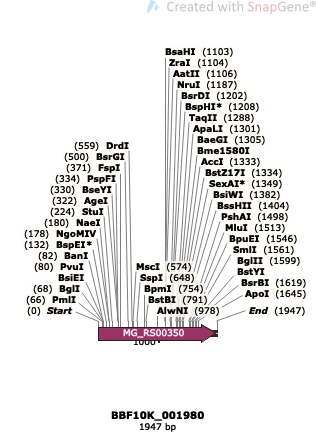 Created with SnapGene®
BsaHI (1103)
ZraI (1104)
AatII (1106)
NruI (1187)
BsrDI (1202)
BspHI* (1208)
TaqII (1288)
ApaLI (1301)
BaeGI (1305)
Bme1580I
AccI (1333)
BstZ17I (1334)
SexAI* (1349)
BsiWI (1382)
BssHII (1404)
PshAI (1498)
MluI (1513)
BpuEI (1546)
SmlI (1561)
BglII (1599)
BstYI
BsrBI (1619)
ApoI (1645)
End (1947)
(559) DrdI
(500) BsrGI
(371) FspI
(334) PspFI
(330) BseYI
(322) AgeI
(224) StuI
(180) NaeI
(178) NgoMIV
(132) BspEI*
(82) BanI
(80) PvuI
BsiEI
(68) BglI
(66) PmlI
(0) Start
MscI (574)
SspI (648)
BpmI (754)
BstBI (791)
AlwNI (978)
MG_RS00350
1000
BBF10K_001980
1947 bp